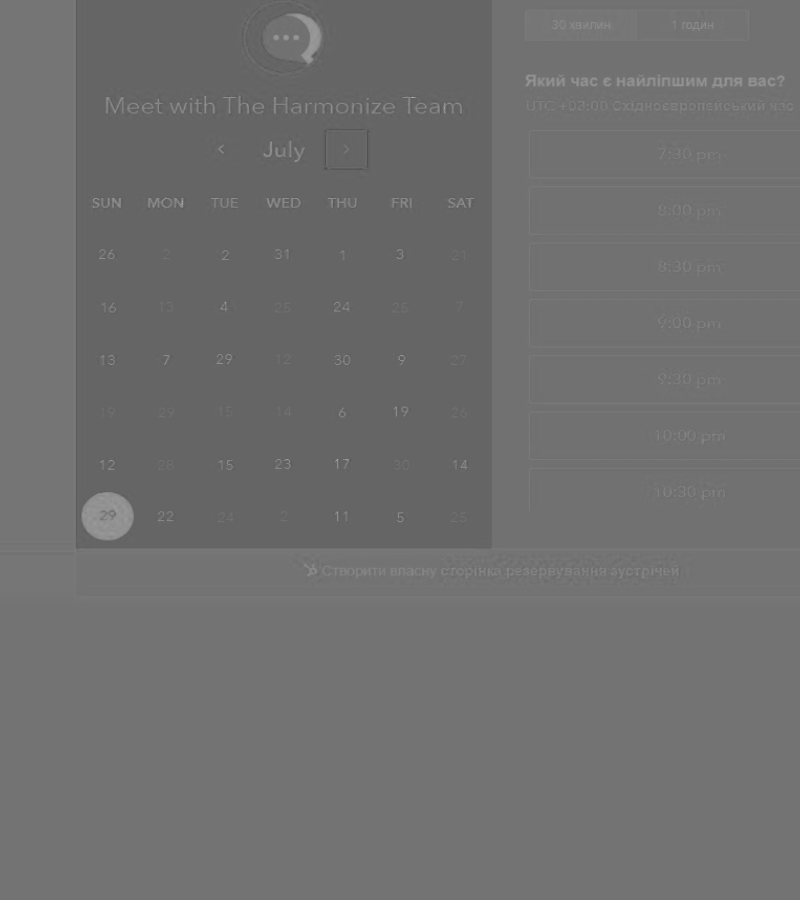 30 хвилин 1 годин
Який час є найліпшим для вас?
UTC +03:00 Східноєвропейський час
Meet with The Harmonize Team
July
SUN MON TUE WED THU FRI SAT
26 2 2 31 1 3 21
16 13 4 25 24 25 7
13 7 29 12 30 9 27
19 29 15 14 6 19 26
12 28 15 23 17 30 14
29 22 24 2 11 5 25
7:30 pm
8:00 pm
8:30 pm
9:00 pm
9:30 pm
10:00 pm
10:30 pm
Створити власну сторінка резервування зустрічей